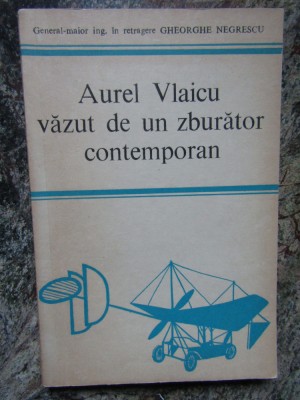 General-maior ing. în retragere GHEORGHE NEGRESCU
Aurel Vlaicu
văzut de un zburător
contemporan